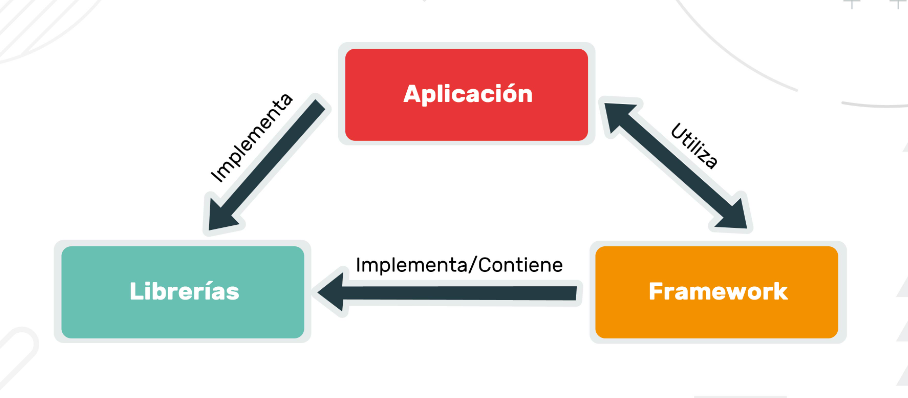 Aplicación
Implementa
Utiliza
Implementa/Contiene
Librerías
Framework